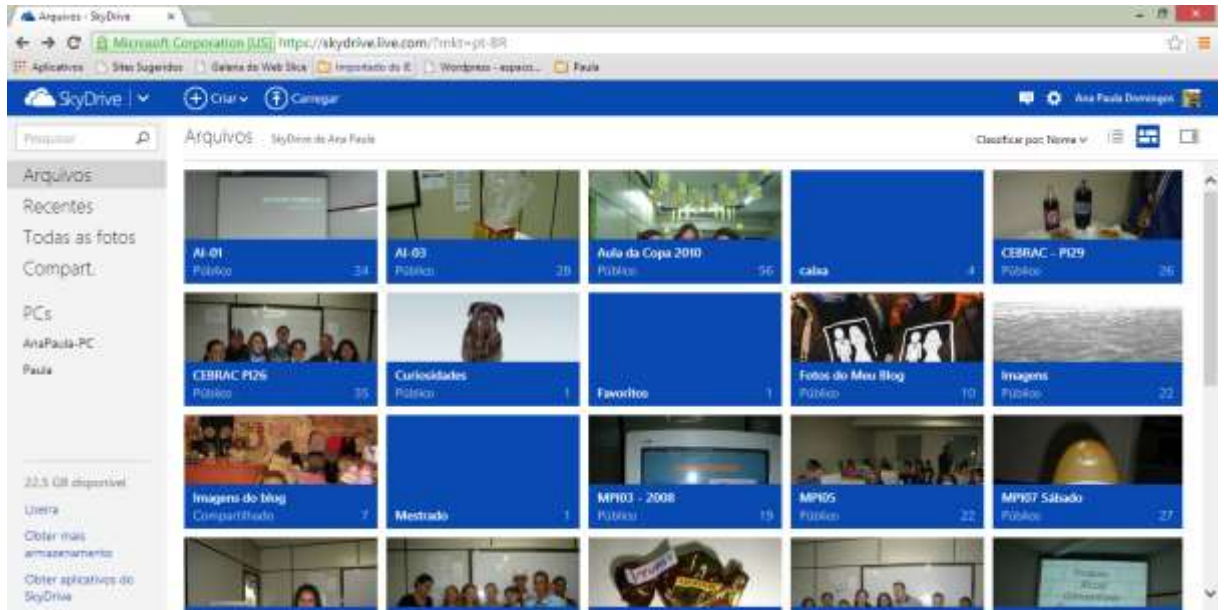 Arquivos - SkyDrive
Microsoft Corporation [US] https://skydrive.live.com/?mkt=pt-BR
Aplicativos Sites Sugeridos Galeria do Web Slice Importado do IE Wordpress - espaco... Paula
SkyDrive Criar Carregar Ana Paula Domingos
Pesquisar Arquivos SkyDrive de Ana Paula Classificar por: Nome
Arquivos
Recentes
Todas as fotos
Compart.
PCs
AnaPaula-PC
Paula
22,5 GB disponível
Lixeira
Obter mais
armazenamento
Obter aplicativos do
SkyDrive
AI-01
Público 34
AI-03
Público 28
Aula da Copa 2010
Público 56
caixa 4
CEBRAC - PI29
Público 26
CEBRAC PI26
Público 35
Curiosidades
Público 1
Favoritos 1
Fotos do Meu Blog
Público 10
Imagens
Público 22
Imagens do blog
Compartilhado 7
Mestrado 1
MPI03 - 2008
Público 19
MPI05
Público 22
MPI07 Sábado
Público 27